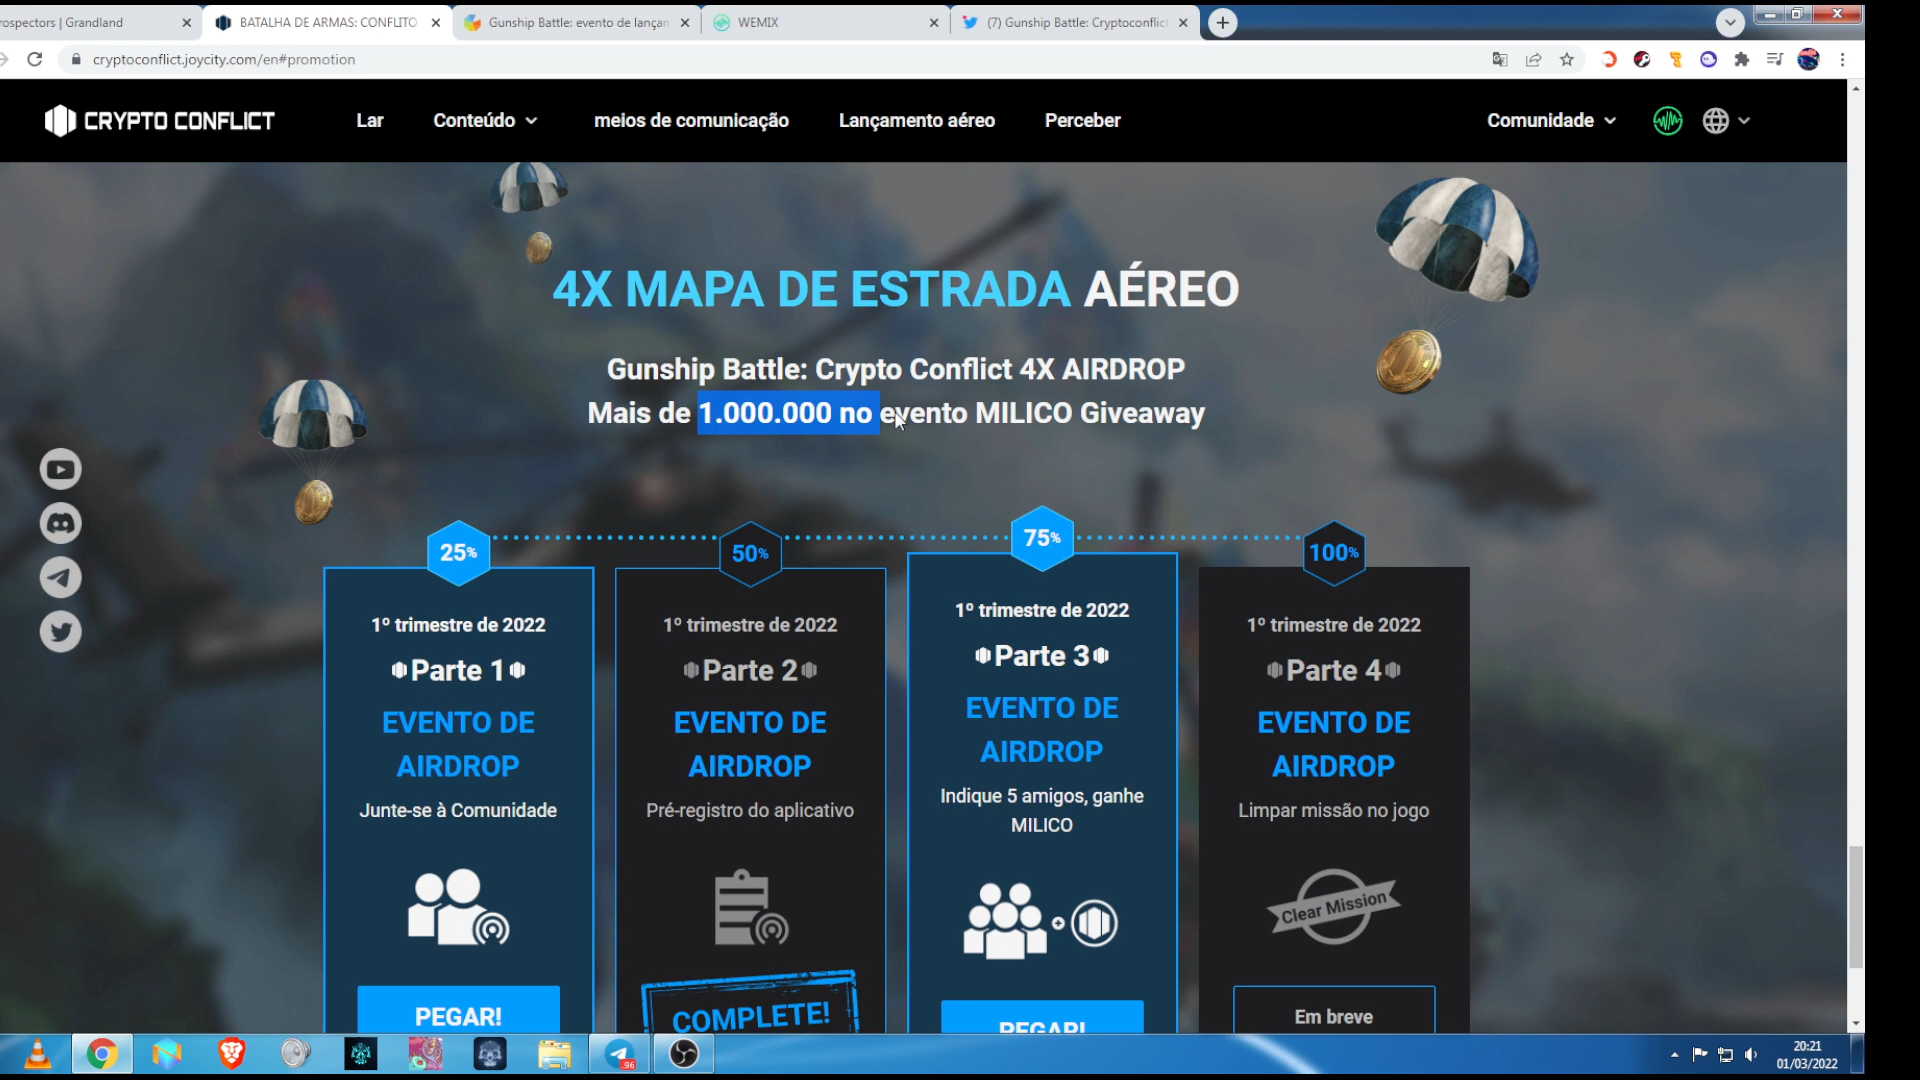 rospectors | Grandland
BATALHA DE ARMAS: CONFLITO
Gunship Battle: evento de lançam
WEMIX
(7) Gunship Battle: Cryptoconflict
cryptoconflict.joycity.com/en#promotion
CRYPTO CONFLICT
Lar
Conteúdo
meios de comunicação
Lançamento aéreo
Perceber
Comunidade
4X MAPA DE ESTRADA AÉREO
Gunship Battle: Crypto Conflict 4X AIRDROP
Mais de 1.000.000 no evento MILICO Giveaway
25%
50%
75%
100%
1º trimestre de 2022
Parte 1
EVENTO DE
AIRDROP
Junte-se à Comunidade
PEGAR!
1º trimestre de 2022
Parte 2
EVENTO DE
AIRDROP
Pré-registro do aplicativo
COMPLETE!
1º trimestre de 2022
Parte 3
EVENTO DE
AIRDROP
Indique 5 amigos, ganhe
MILICO
PEGAR!
1º trimestre de 2022
Parte 4
EVENTO DE
AIRDROP
Limpar missão no jogo
Clear Mission
Em breve
96
20:21
01/03/2022